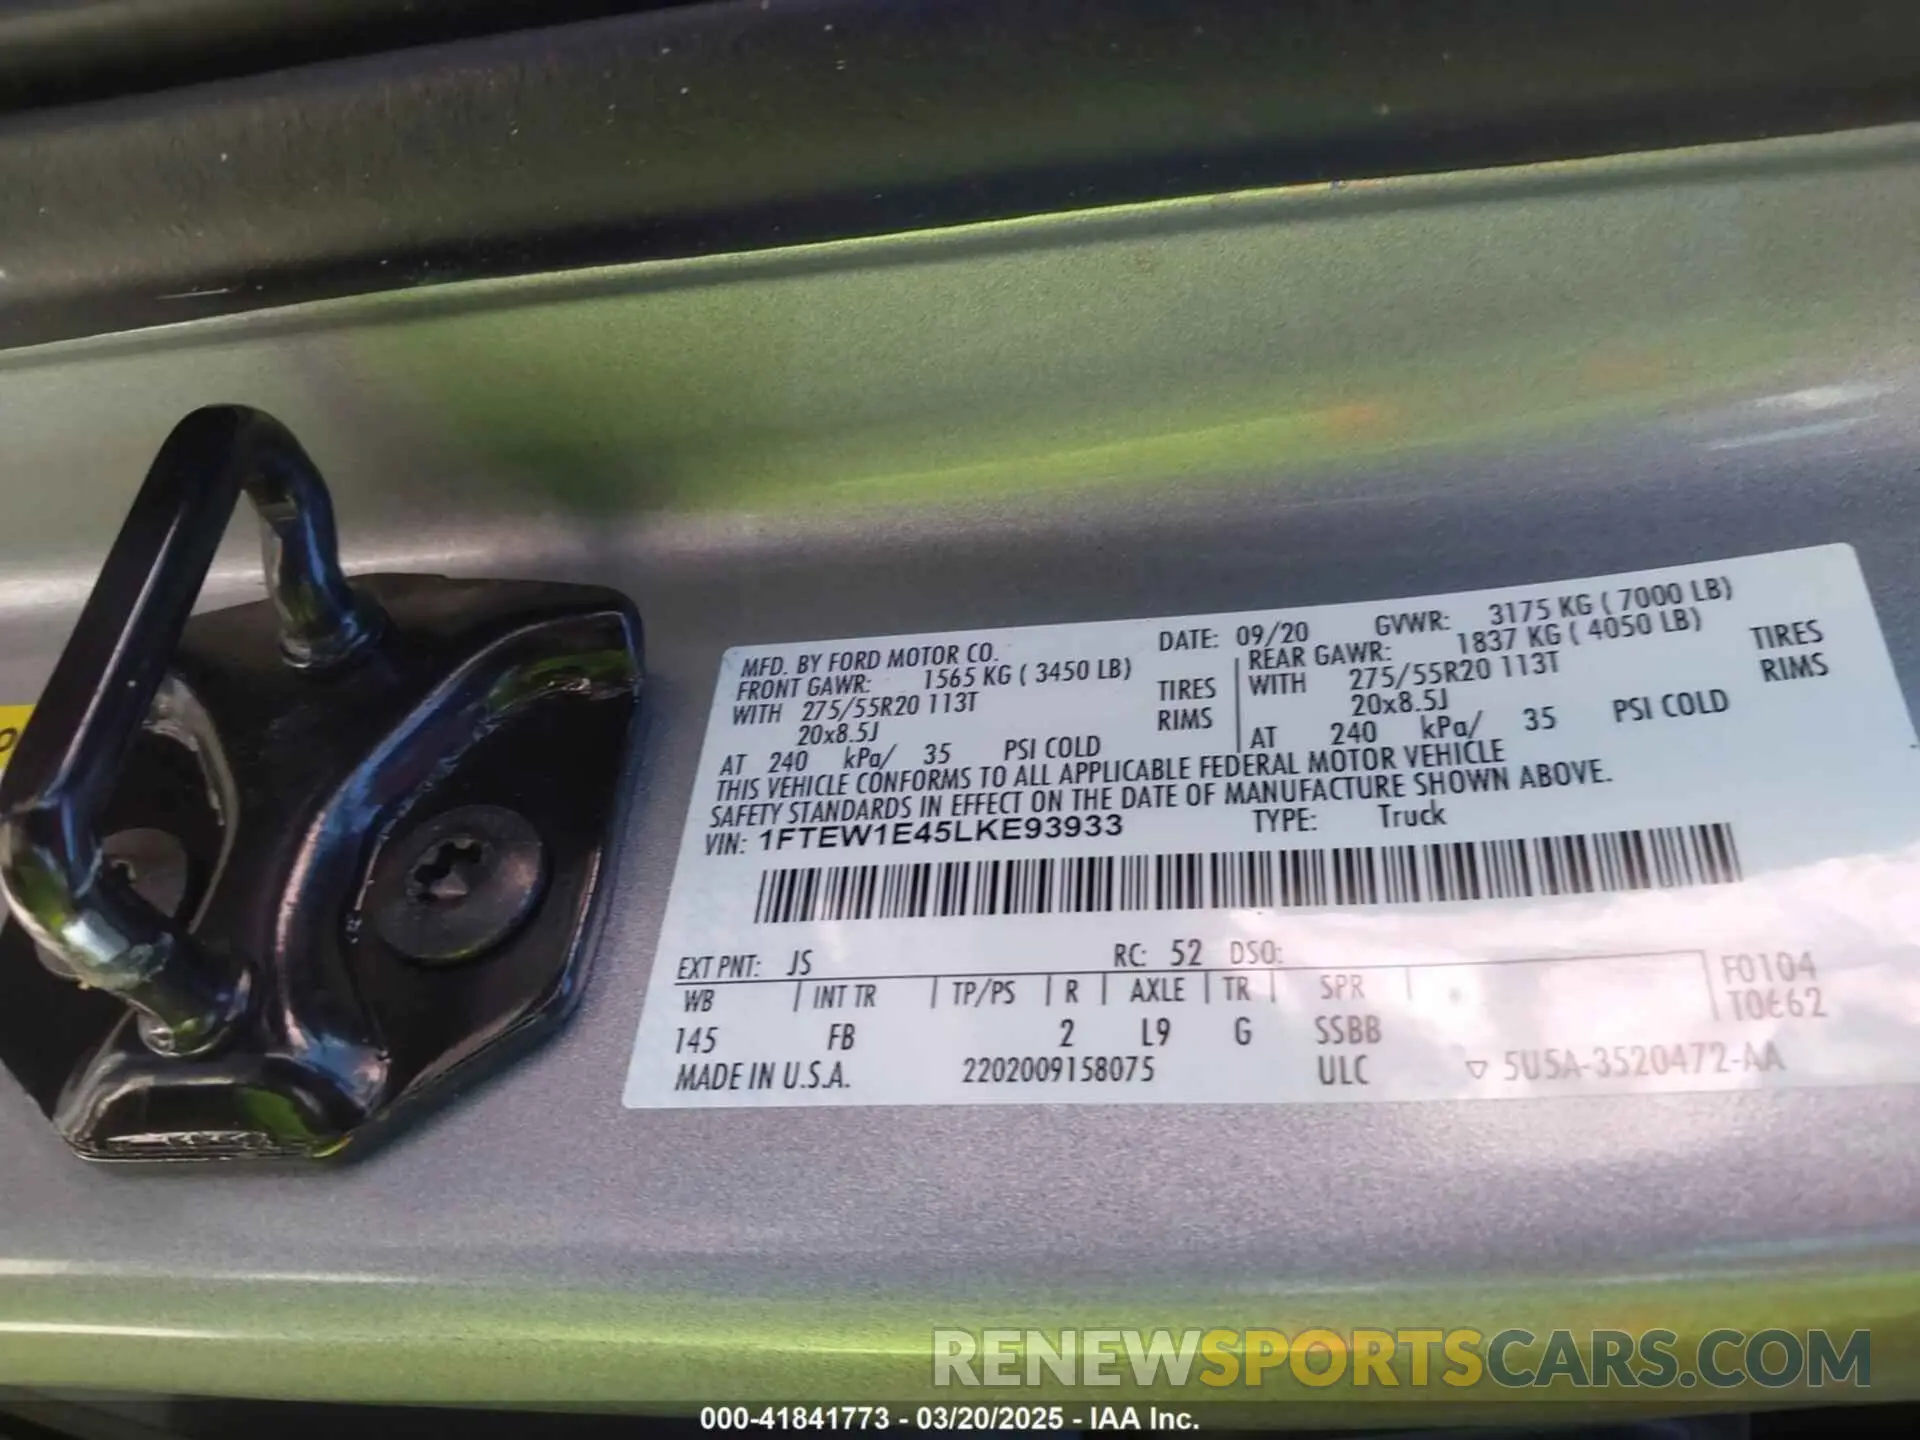 MFD. BY FORD MOTOR CO. DATE: 09/20 GVWR: 3175 KG ( 7000 LB)
FRONT GAWR: 1565 KG ( 3450 LB) REAR GAWR: 1837 KG ( 4050 LB)
WITH 275/55R20 113T TIRES WITH 275/55R20 113T TIRES
20x8.5J RIMS 20x8.5J RIMS
AT 240 kPa/ 35 PSI COLD AT 240 kPa/ 35 PSI COLD
THIS VEHICLE CONFORMS TO ALL APPLICABLE FEDERAL MOTOR VEHICLE
SAFETY STANDARDS IN EFFECT ON THE DATE OF MANUFACTURE SHOWN ABOVE.
VIN: 1FTEW1E45LKE93933 TYPE: Truck
EXT PNT: JS RC: 52 DSO:
WB INT TR TP/PS R AXLE TR SPR F0104
145 FB 2 L9 G SSBB
MADE IN U.S.A. 2202009158075 ULC 5U5A-3520472-AA
RENEWSPORTSCARS.COM
000-41841773 - 03/20/2025 - IAA Inc.